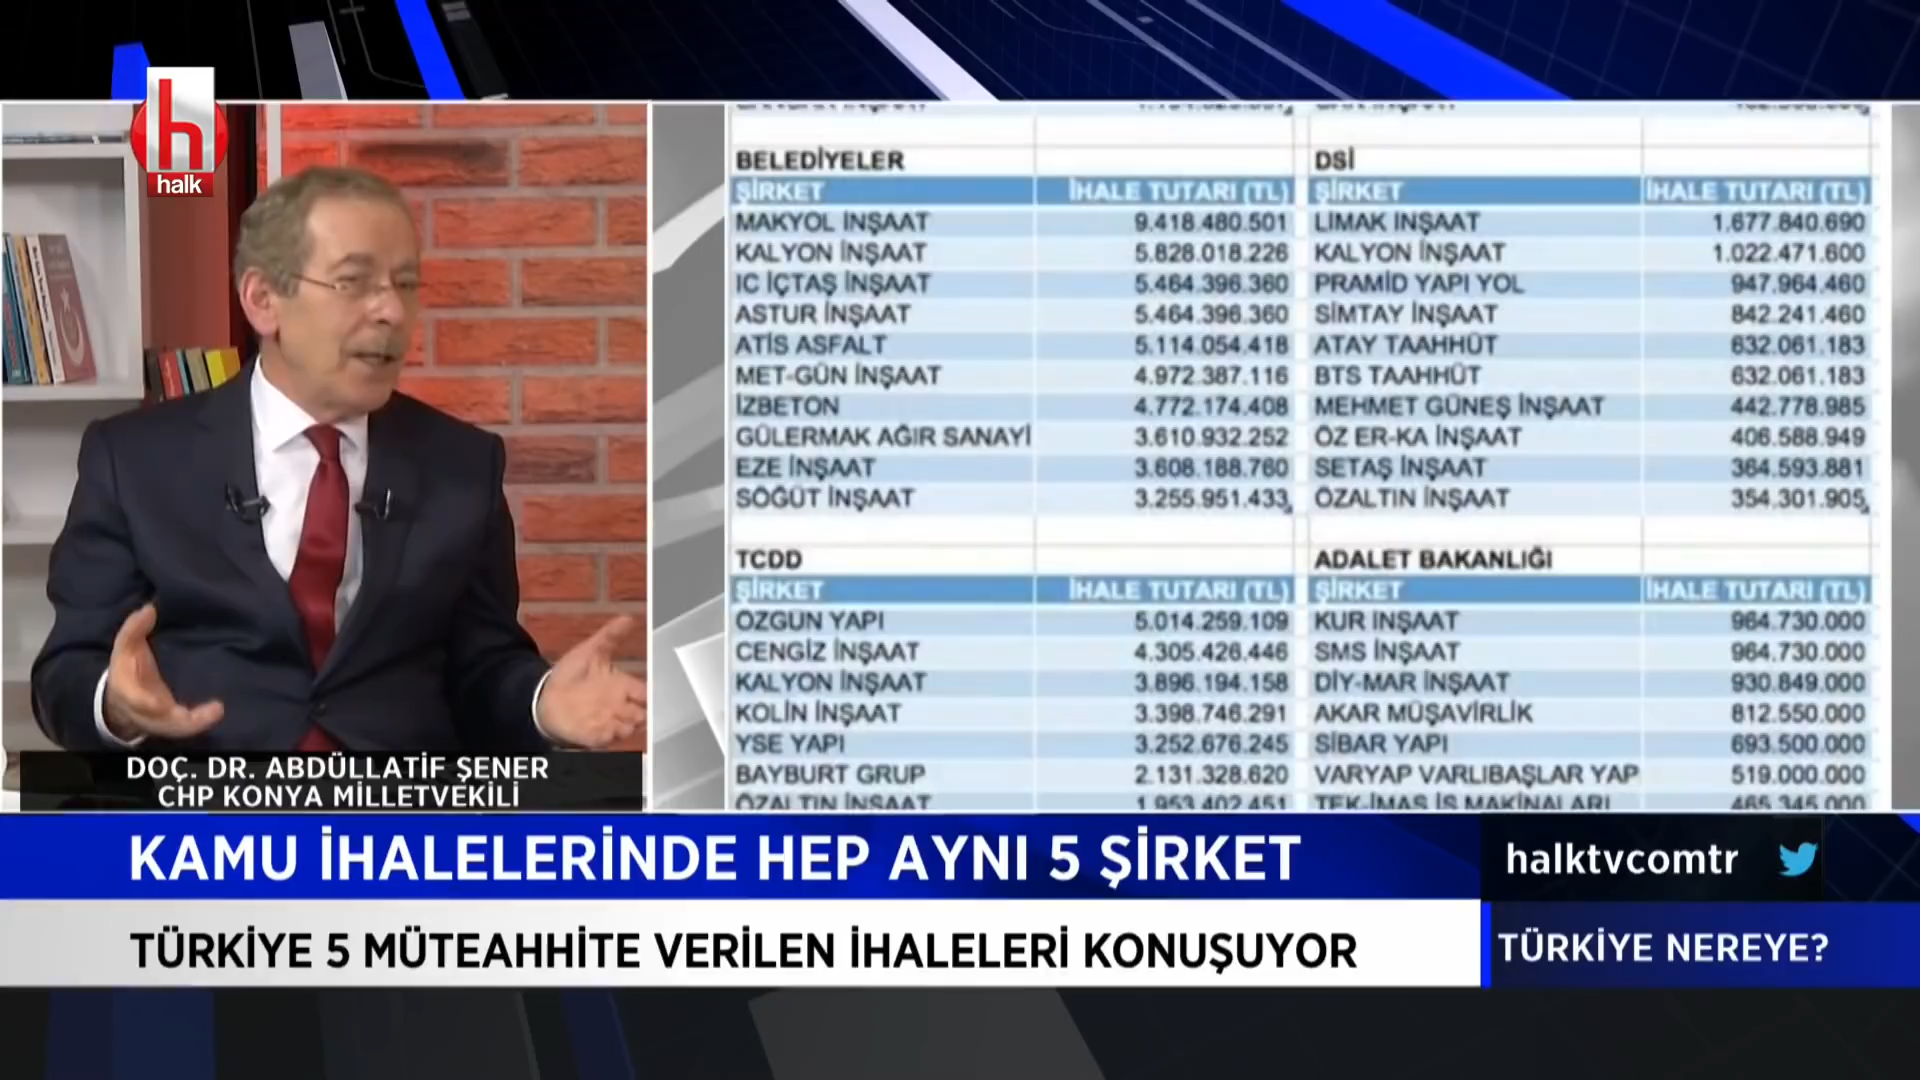 h
halk
BELEDİYELER
ŞİRKET İHALE TUTARI (TL)
MAKYOL İNŞAAT 9.418.480.501
KALYON İNŞAAT 5.828.018.226
IC İÇTAŞ İNŞAAT 5.464.396.360
ASTUR İNŞAAT 5.464.396.360
ATİS ASFALT 5.114.054.418
MET-GÜN İNŞAAT 4.972.387.116
İZBETON 4.772.174.408
GÜLERMAK AĞIR SANAYİ 3.610.932.252
EZE İNŞAAT 3.608.188.760
SÖĞÜT İNŞAAT 3.255.951.433
DSİ
ŞİRKET İHALE TUTARI (TL)
LİMAK İNŞAAT 1.677.840.690
KALYON İNŞAAT 1.022.471.600
PRAMİD YAPI YOL 947.964.460
SİMTAY İNŞAAT 842.241.460
ATAY TAAHHÜT 632.061.183
BTS TAAHHÜT 632.061.183
MEHMET GÜNEŞ İNŞAAT 442.778.985
ÖZ ER-KA İNŞAAT 406.588.949
SETAŞ İNŞAAT 364.593.881
ÖZALTIN İNŞAAT 354.301.905
TCDD
ŞİRKET İHALE TUTARI (TL)
ÖZGÜN YAPI 5.014.259.109
CENGİZ İNŞAAT 4.305.426.446
KALYON İNŞAAT 3.896.194.158
KOLİN İNŞAAT 3.398.746.291
YSE YAPI 3.252.676.245
BAYBURT GRUP 2.131.328.620
ÖZALTIN İNŞAAT 1.953.402.451
ADALET BAKANLIĞI
ŞİRKET İHALE TUTARI (TL)
KUR İNŞAAT 964.730.000
SMS İNŞAAT 964.730.000
DİY-MAR İNŞAAT 930.849.000
AKAR MÜŞAVİRLİK 812.550.000
SİBAR YAPI 693.500.000
VARYAP VARLIBAŞLAR YAP 519.000.000
TEK-İMAS İŞ MAKİNALARI 465.345.000
DOÇ. DR. ABDÜLLATİF ŞENER
CHP KONYA MİLLETVEKİLİ
KAMU İHALELERİNDE HEP AYNI 5 ŞİRKET
halktvcomtr
TÜRKİYE 5 MÜTEAHHİTE VERİLEN İHALELERİ KONUŞUYOR
TÜRKİYE NEREYE?